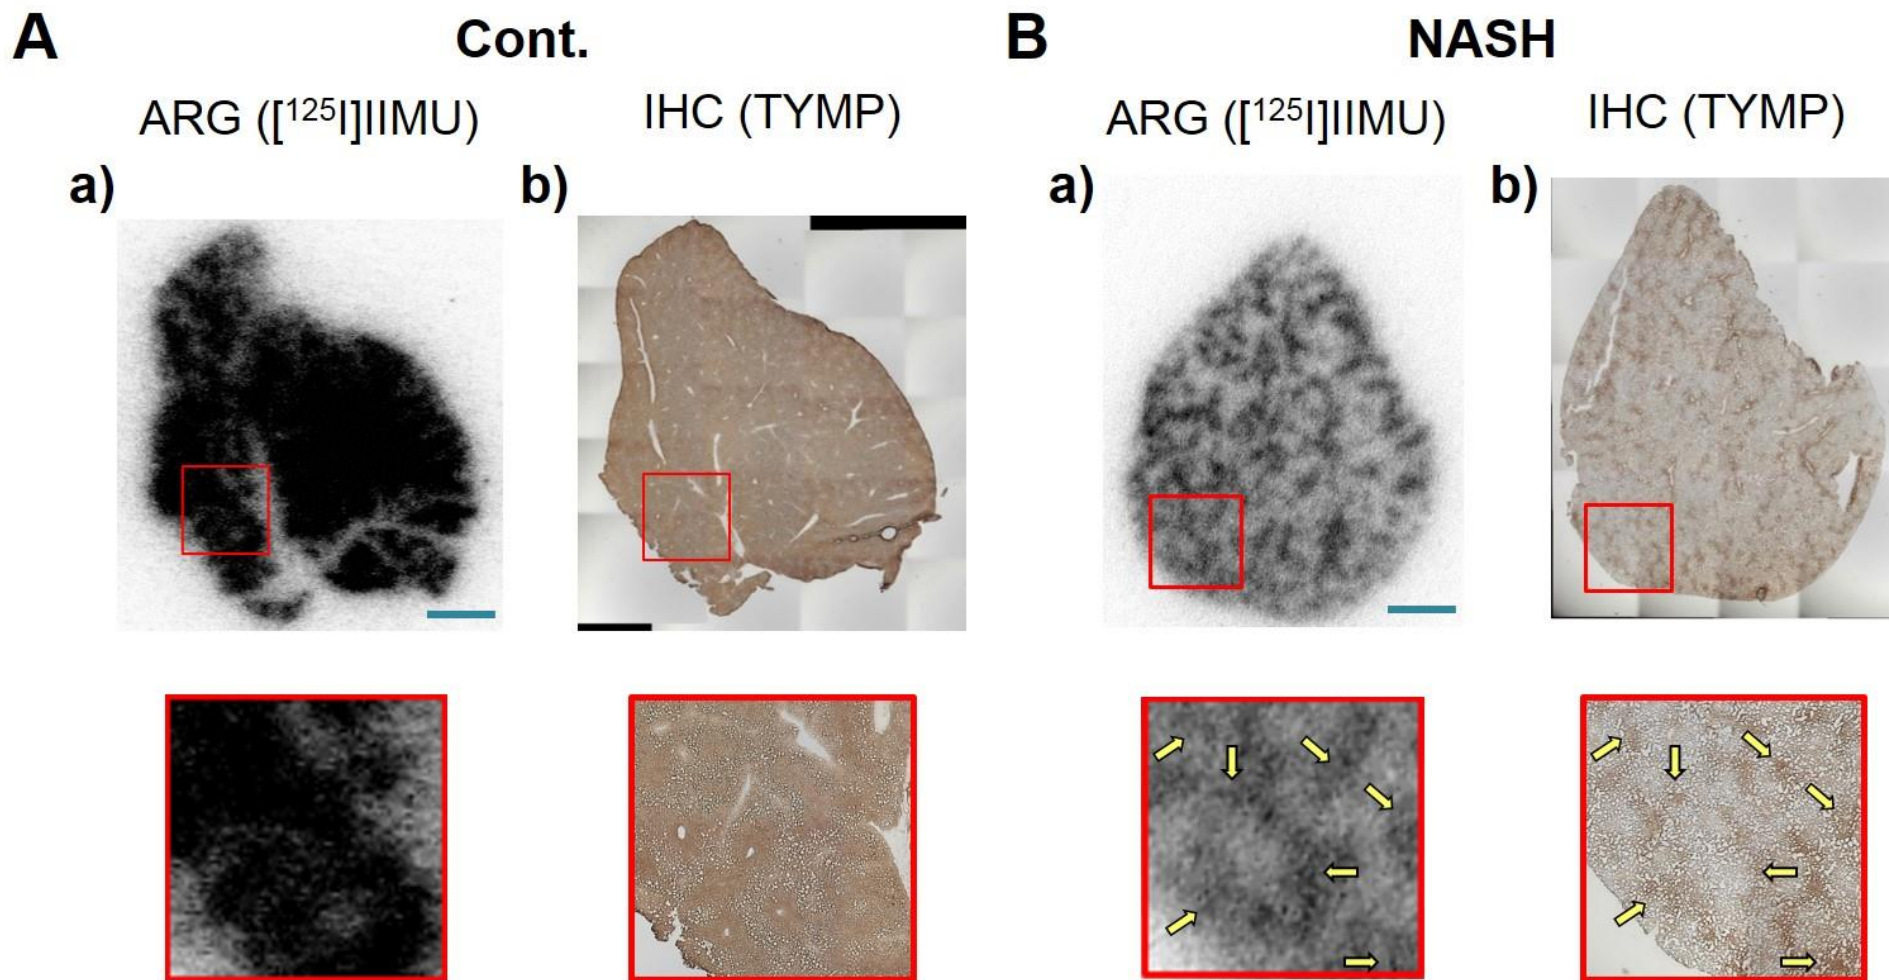 A
Cont.
ARG ([¹²⁵I]IIMU)
IHC (TYMP)
a)
b)
B
NASH
ARG ([¹²⁵I]IIMU)
IHC (TYMP)
a)
b)